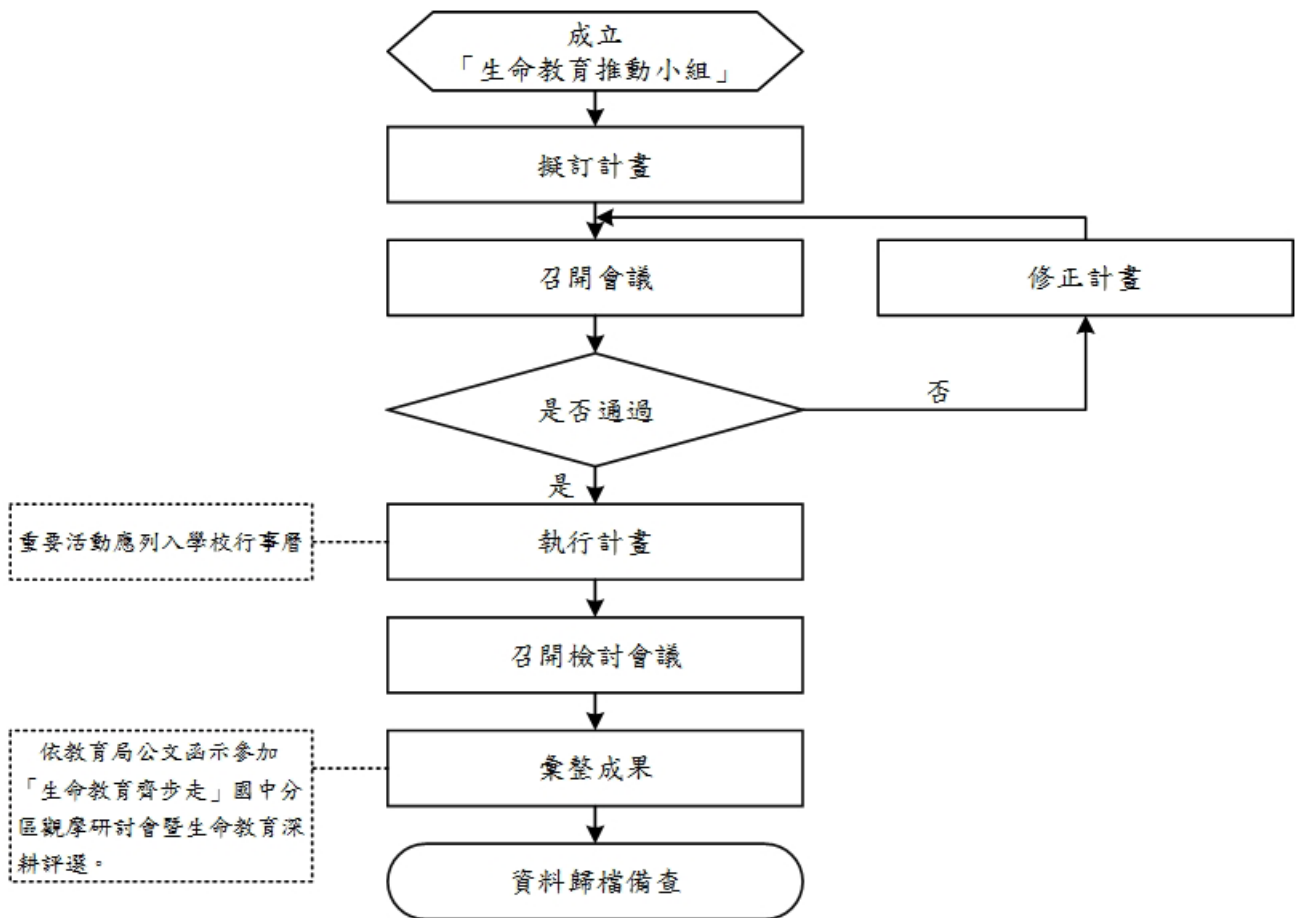 成立
「生命教育推動小組」
擬訂計畫
召開會議
修正計畫
是否通過
否
是
重要活動應列入學校行事曆
執行計畫
召開檢討會議
依教育局公文函示參加
「生命教育齊步走」國中分
區觀摩研討會暨生命教育深
耕評選。
彙整成果
資料歸檔備查